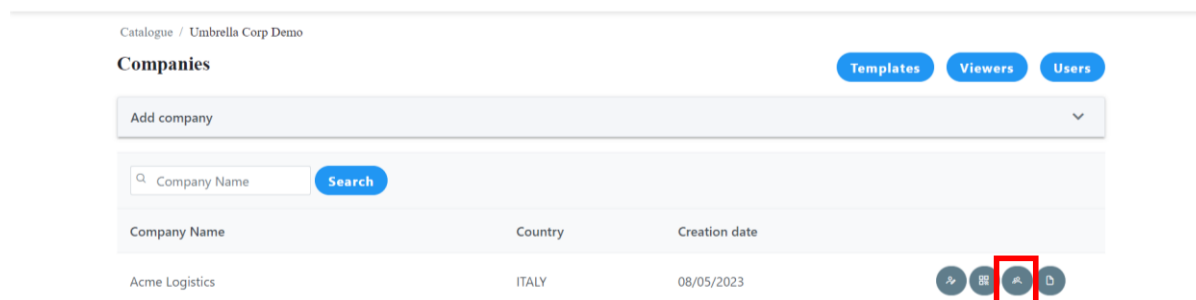 Catalogue / Umbrella Corp Demo
Companies
Templates Viewers Users
Add company
Company Name Search
Company Name Country Creation date
Acme Logistics ITALY 08/05/2023